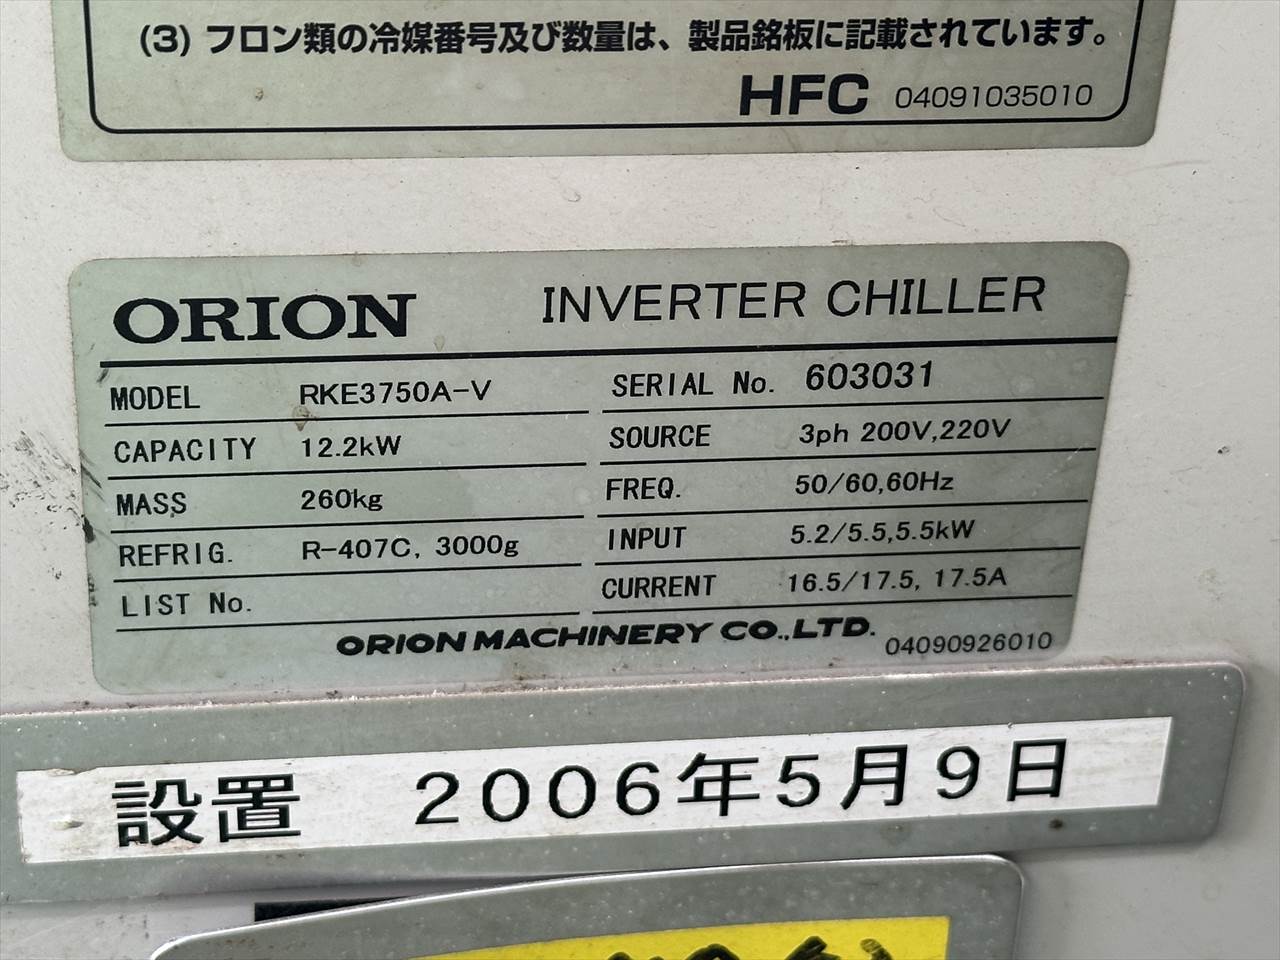 (3) フロン類の冷媒番号及び数量は、製品銘板に記載されています。
HFC 04091035010
ORION INVERTER CHILLER
MODEL RKE3750A-V
SERIAL No. 603031
CAPACITY 12.2kW
SOURCE 3ph 200V,220V
MASS 260kg
FREQ. 50/60,60Hz
REFRIG. R-407C, 3000g
INPUT 5.2/5.5,5.5kW
LIST No.
CURRENT 16.5/17.5, 17.5A
ORION MACHINERY CO.,LTD. 04090926010
設置 2006年5月9日